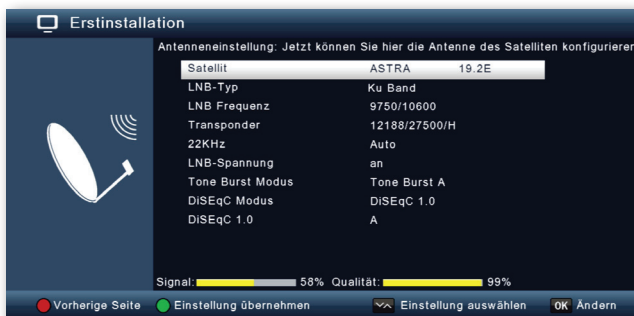 Erstinstallation
Antenneneinstellung: Jetzt können Sie hier die Antenne des Satelliten konfigurieren
Satellit ASTRA 19.2E
LNB-Typ Ku Band
LNB Frequenz 9750/10600
Transponder 12188/27500/H
22KHz Auto
LNB-Spannung an
Tone Burst Modus Tone Burst A
DiSEqC Modus DiSEqC 1.0
DiSEqC 1.0 A
Signal: 58% Qualität: 99%
Vorherige Seite Einstellung übernehmen Einstellung auswählen OK Ändern